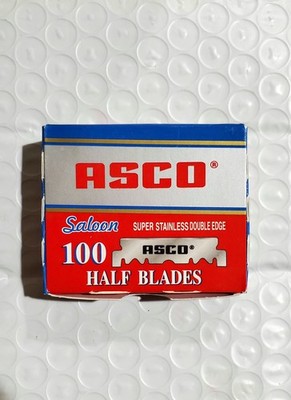 ASCO®
Saloon SUPER STAINLESS DOUBLE EDGE
100 ASCO®
HALF BLADES